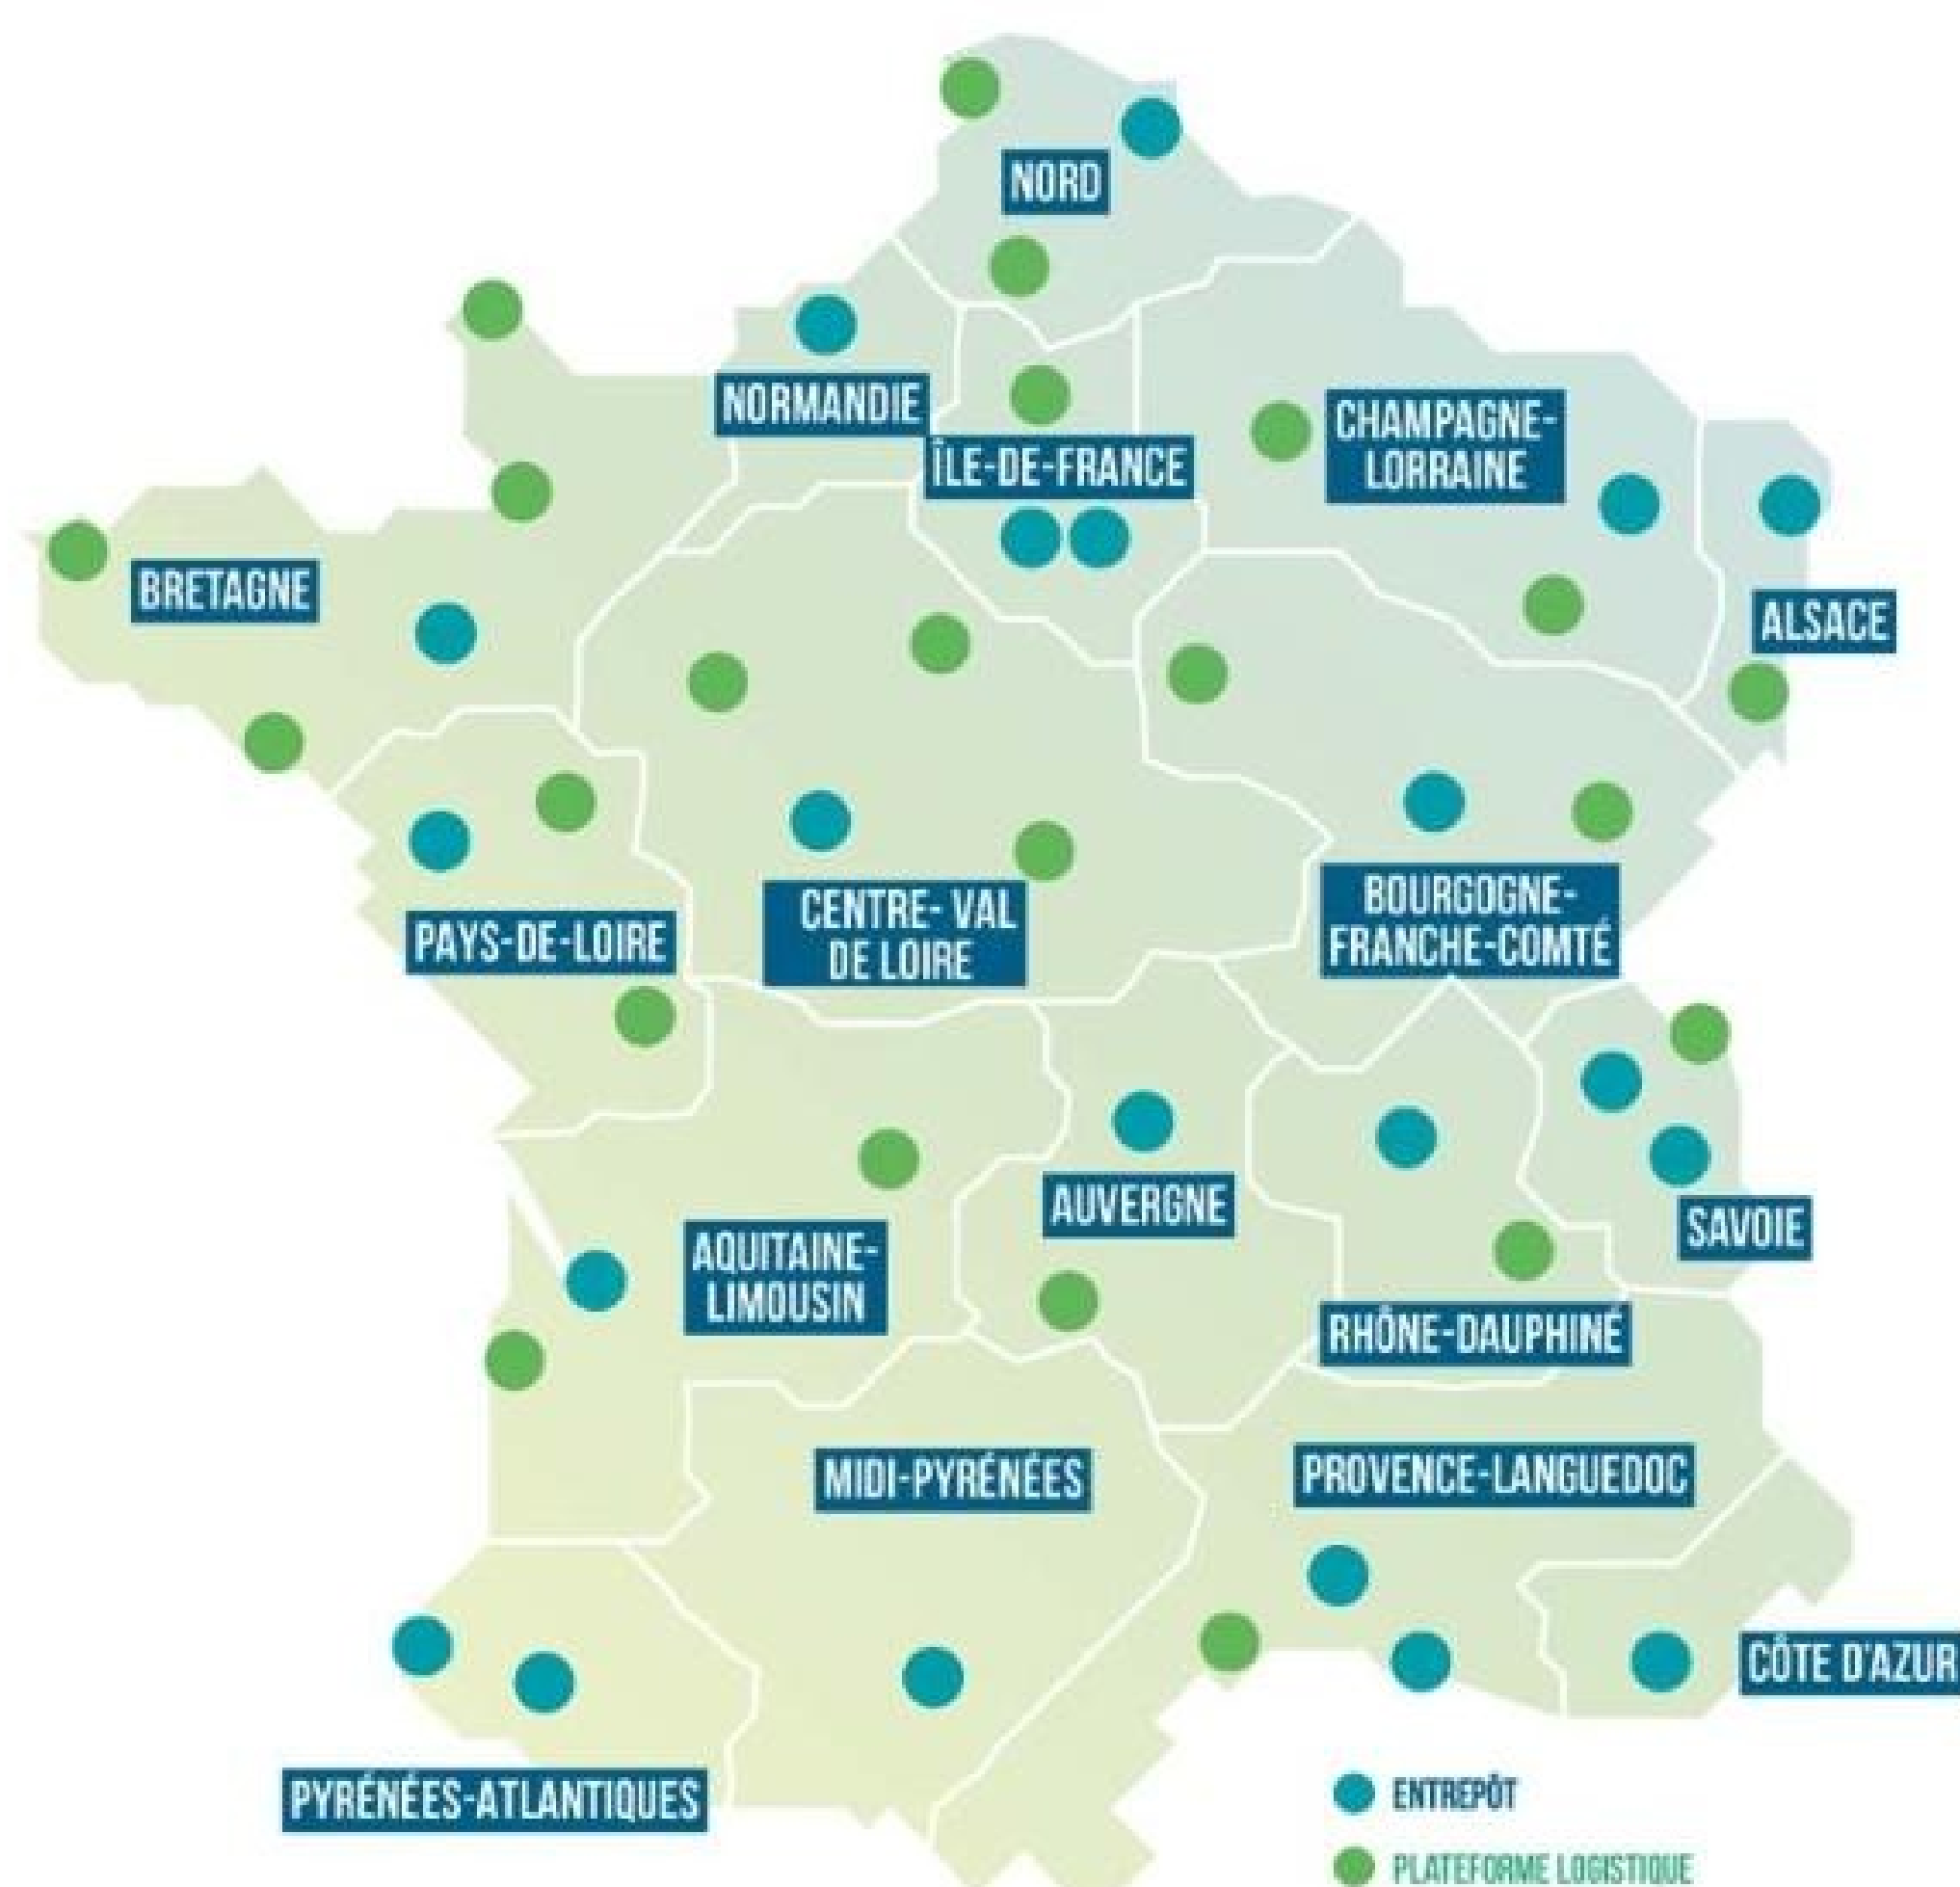 NORD
NORMANDIE
ÎLE-DE-FRANCE
CHAMPAGNE-
LORRAINE
BRETAGNE
ALSACE
PAYS-DE-LOIRE
CENTRE- VAL
DE LOIRE
BOURGOGNE-
FRANCHE-COMTÉ
AUVERGNE
SAVOIE
AQUITAINE-
LIMOUSIN
RHÔNE-DAUPHINÉ
MIDI-PYRÉNÉES
PROVENCE-LANGUEDOC
CÔTE D'AZUR
PYRÉNÉES-ATLANTIQUES
ENTREPÔT
PLATEFORME LOGISTIQUE